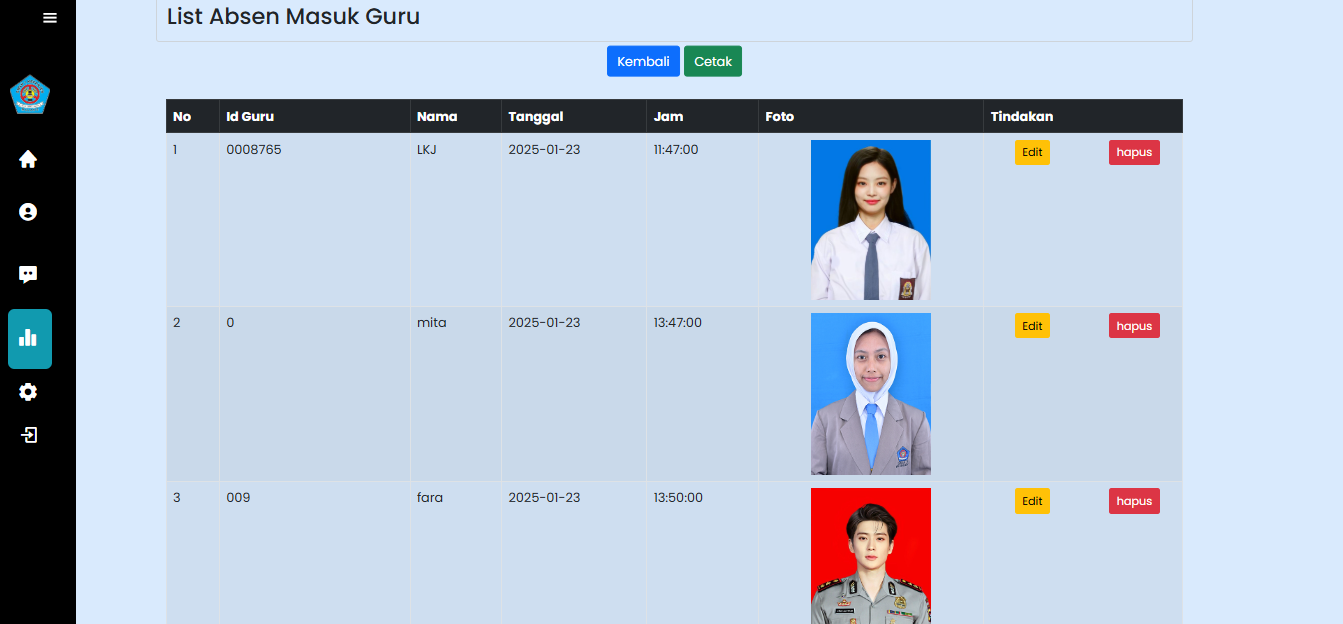 List Absen Masuk Guru
Kembali Cetak
No Id Guru Nama Tanggal Jam Foto Tindakan
1 0008765 LKJ 2025-01-23 11:47:00 Edit hapus
2 0 mita 2025-01-23 13:47:00 Edit hapus
3 009 fara 2025-01-23 13:50:00 Edit hapus